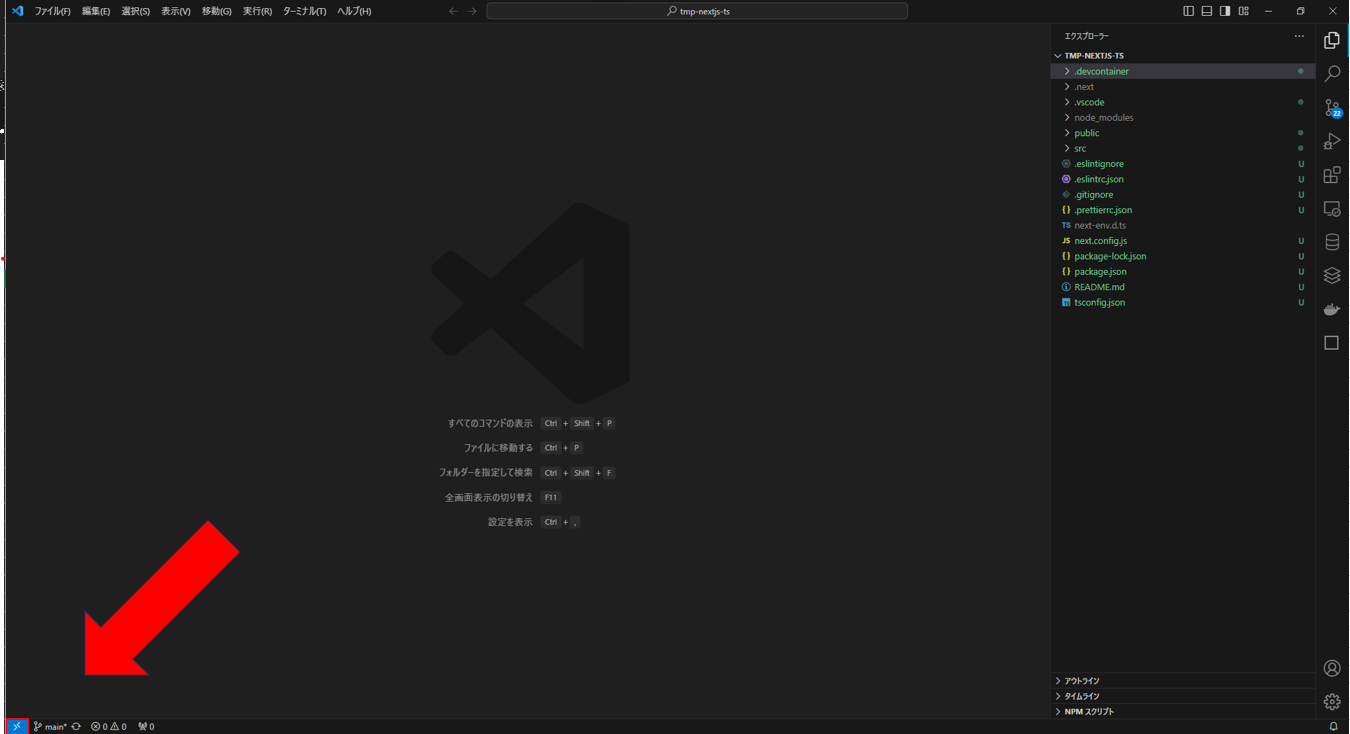 ファイル(F) 編集(E) 選択(S) 表示(V) 移動(G) 実行(R) ターミナル(T) ヘルプ(H) tmp-nextjs-ts
エクスプローラー
TMP-NEXTJS-TS
.devcontainer
.next
.vscode
node_modules
public
src
.eslintignore U
.eslintrc.json U
.gitignore U
{} .prettierrc.json U
TS next-env.d.ts
JS next.config.js U
{} package-lock.json U
{} package.json U
README.md U
tsconfig.json U
22
すべてのコマンドの表示 Ctrl + Shift + P
ファイルに移動する Ctrl + P
フォルダーを指定して検索 Ctrl + Shift + F
全画面表示の切り替え F11
設定を表示 Ctrl + ,
アウトライン
タイムライン
NPM スクリプト
main* 0 0 0